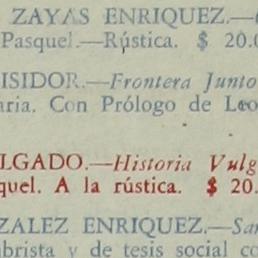 ZAYAS ENRIQUEZ.—
Pasquel.—Rústica. $ 20.
ISIDOR.—Frontera Junto
aria. Con Prólogo de Leo
LGADO.—Historia Vulg
quel. A la rústica. $ 20.
ZALEZ ENRIQUEZ.—Sa
brista y de tesis social co